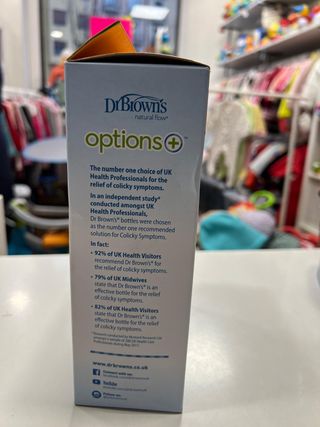 Dr Brown's®
natural flow®
options+™
The number one choice of UK
Health Professionals for the
relief of colicky symptoms.
In an independent study*
conducted amongst UK
Health Professionals,
Dr Brown's® bottles were chosen
as the number one recommended
solution for Colicky Symptoms.
In fact:
• 92% of UK Health Visitors
recommend Dr Brown's® for
the relief of colicky symptoms.
• 79% of UK Midwives
state that Dr Brown's® is an
effective bottle for the relief
of colicky symptoms.
• 82% of UK Health Visitors
state that Dr Brown's® is an
effective bottle for the relief
of colicky symptoms.
www.drbrowns.co.uk
Connect with us:
YouTube